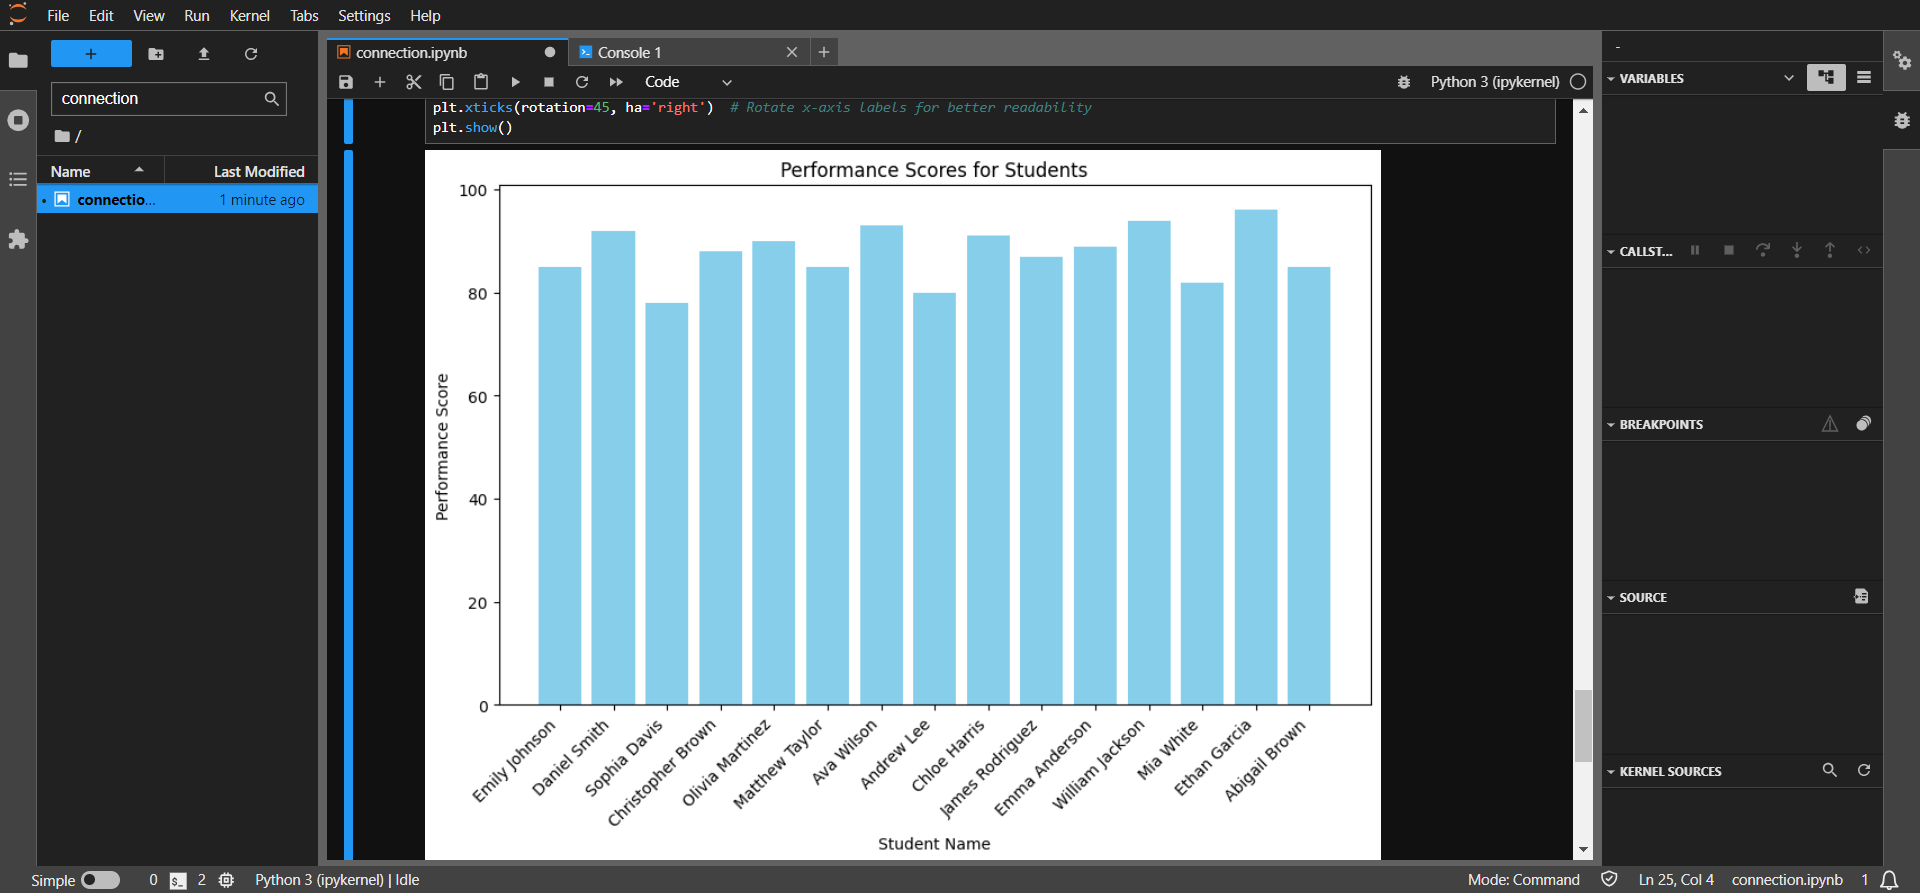 File Edit View Run Kernel Tabs Settings Help
+
connection
/
Name Last Modified
connectio... 1 minute ago
connection.ipynb
Console 1
Code
Python 3 (ipykernel)
plt.xticks(rotation=45, ha='right')  # Rotate x-axis labels for better readability
plt.show()
Performance Scores for Students
100
80
60
40
20
0
Performance Score
Emily Johnson
Daniel Smith
Sophia Davis
Christopher Brown
Olivia Martinez
Matthew Taylor
Ava Wilson
Andrew Lee
Chloe Harris
James Rodriguez
Emma Anderson
William Jackson
Mia White
Ethan Garcia
Abigail Brown
Student Name
-
VARIABLES
CALLST...
BREAKPOINTS
SOURCE
KERNEL SOURCES
Simple 0 2 Python 3 (ipykernel) | Idle
Mode: Command Ln 25, Col 4 connection.ipynb 1